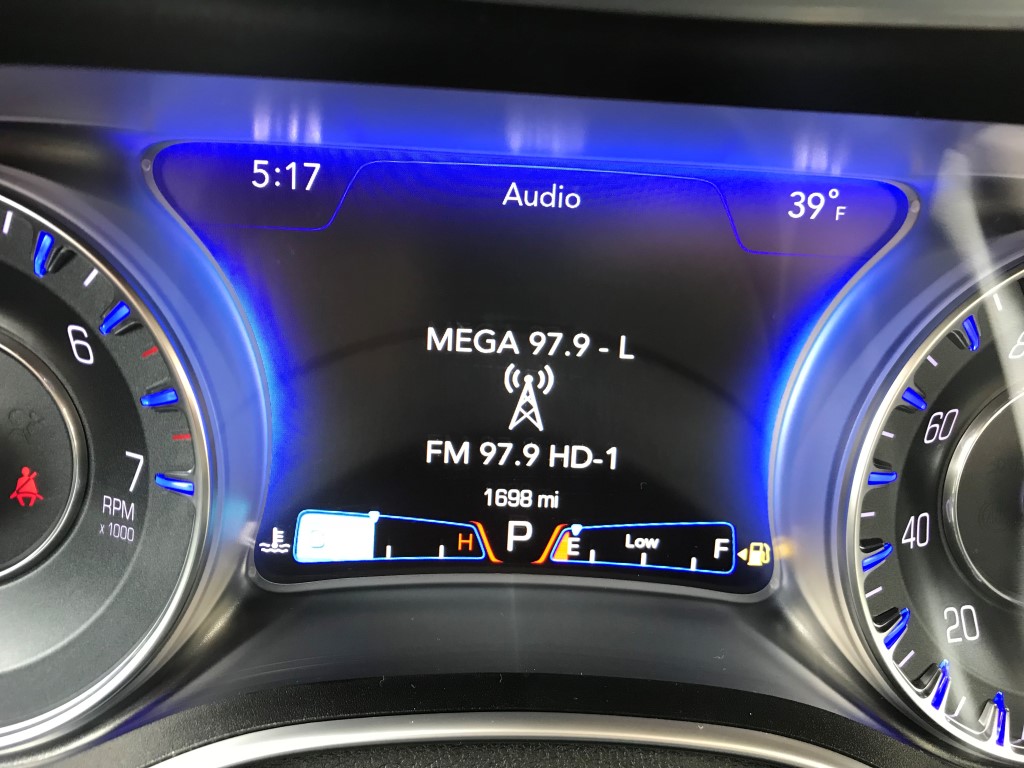 5:17
Audio
39°F
MEGA 97.9 - L
FM 97.9 HD-1
1698 mi
H
P
E
Low
F
6
7
RPM
x 1000
60
40
20